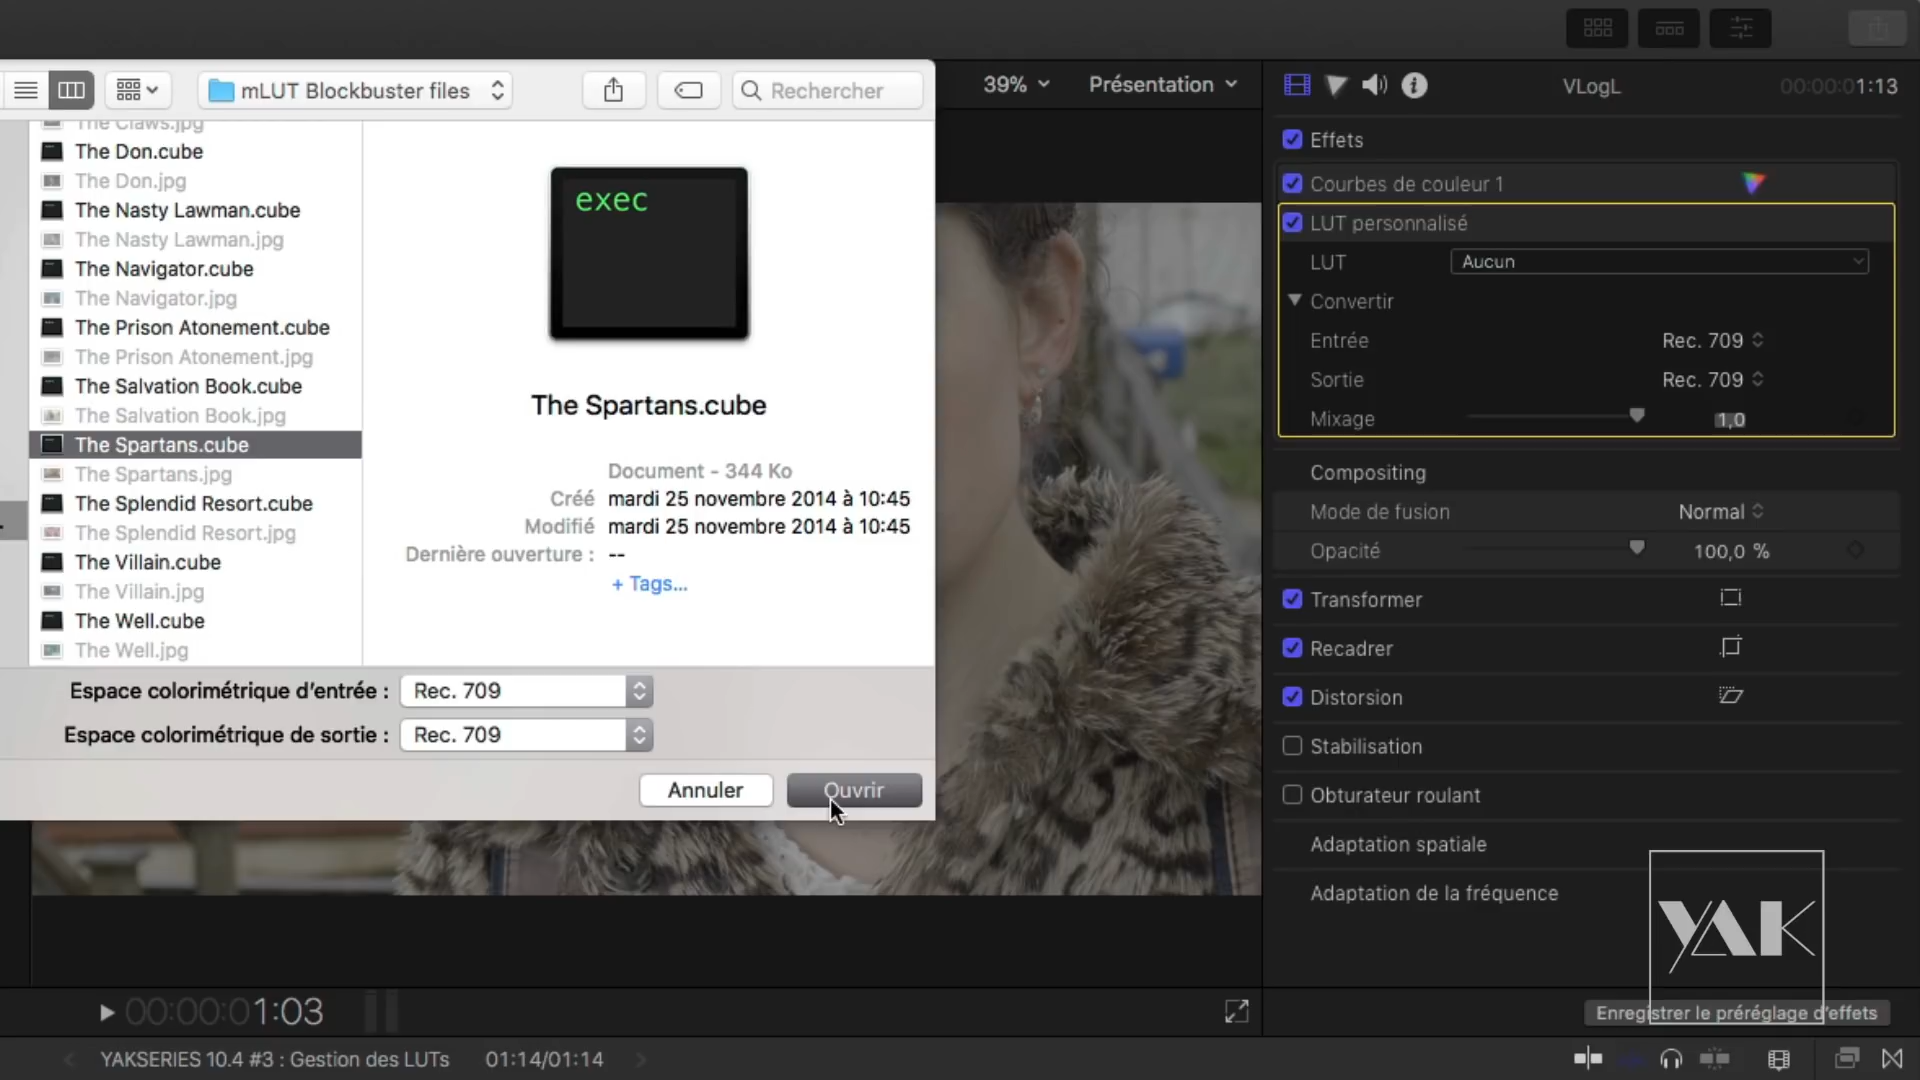 mLUT Blockbuster files
Rechercher
39%
Présentation
VLogL
00:00:01:13
The Claws.jpg
The Don.cube
The Don.jpg
The Nasty Lawman.cube
The Nasty Lawman.jpg
The Navigator.cube
The Navigator.jpg
The Prison Atonement.cube
The Prison Atonement.jpg
The Salvation Book.cube
The Salvation Book.jpg
The Spartans.cube
The Spartans.jpg
The Splendid Resort.cube
The Splendid Resort.jpg
The Villain.cube
The Villain.jpg
The Well.cube
The Well.jpg
exec
The Spartans.cube
Document - 344 Ko
Créé mardi 25 novembre 2014 à 10:45
Modifié mardi 25 novembre 2014 à 10:45
Dernière ouverture : --
+ Tags...
Espace colorimétrique d'entrée : Rec. 709
Espace colorimétrique de sortie : Rec. 709
Annuler
Ouvrir
Effets
Courbes de couleur 1
LUT personnalisé
LUT Aucun
Convertir
Entrée Rec. 709
Sortie Rec. 709
Mixage 1,0
Compositing
Mode de fusion Normal
Opacité 100,0 %
Transformer
Recadrer
Distorsion
Stabilisation
Obturateur roulant
Adaptation spatiale
Adaptation de la fréquence
YAK
Enregistrer le préréglage d'effets
00:00:01:03
YAKSERIES 10.4 #3 : Gestion des LUTs 01:14/01:14